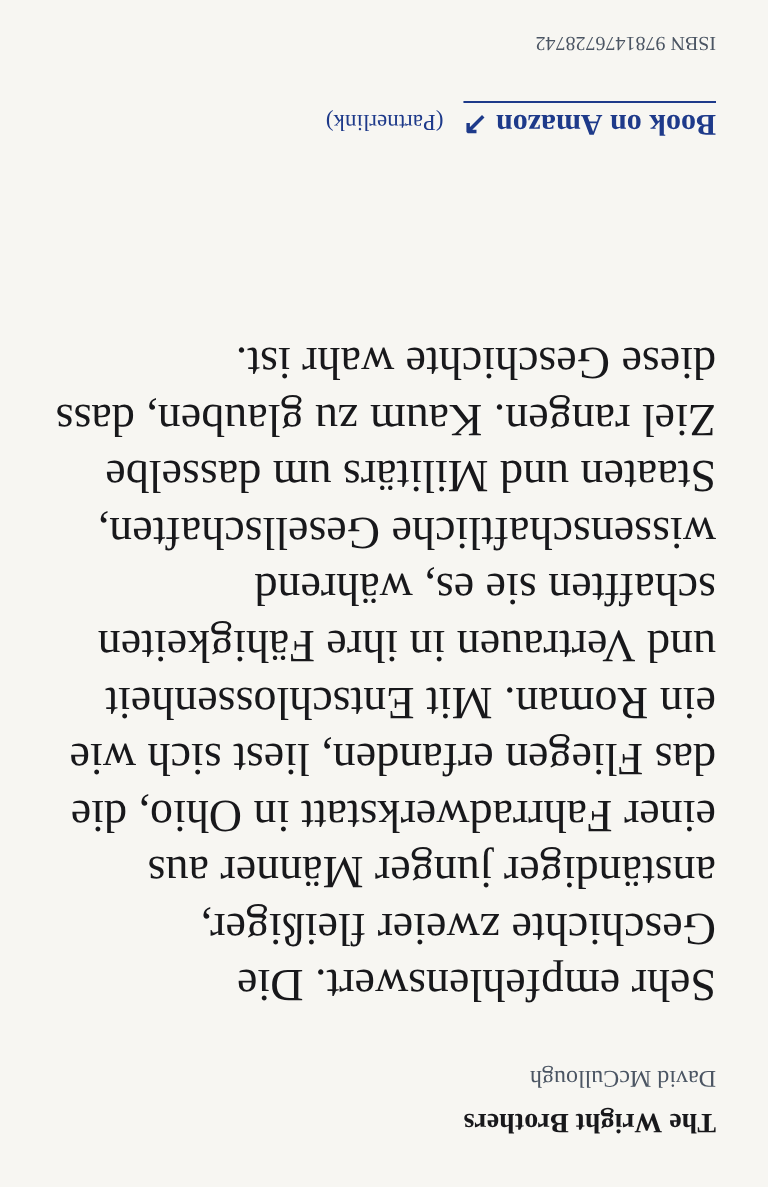 The Wright Brothers
David McCullough
Sehr empfehlenswert. Die
Geschichte zweier fleißiger,
anständiger junger Männer aus
einer Fahrradwerkstatt in Ohio, die
das Fliegen erfanden, liest sich wie
ein Roman. Mit Entschlossenheit
und Vertrauen in ihre Fähigkeiten
schafften sie es, während
wissenschaftliche Gesellschaften,
Staaten und Militärs um dasselbe
Ziel rangen. Kaum zu glauben, dass
diese Geschichte wahr ist.
Book on Amazon ↗ (Partnerlink)
ISBN 9781476728742